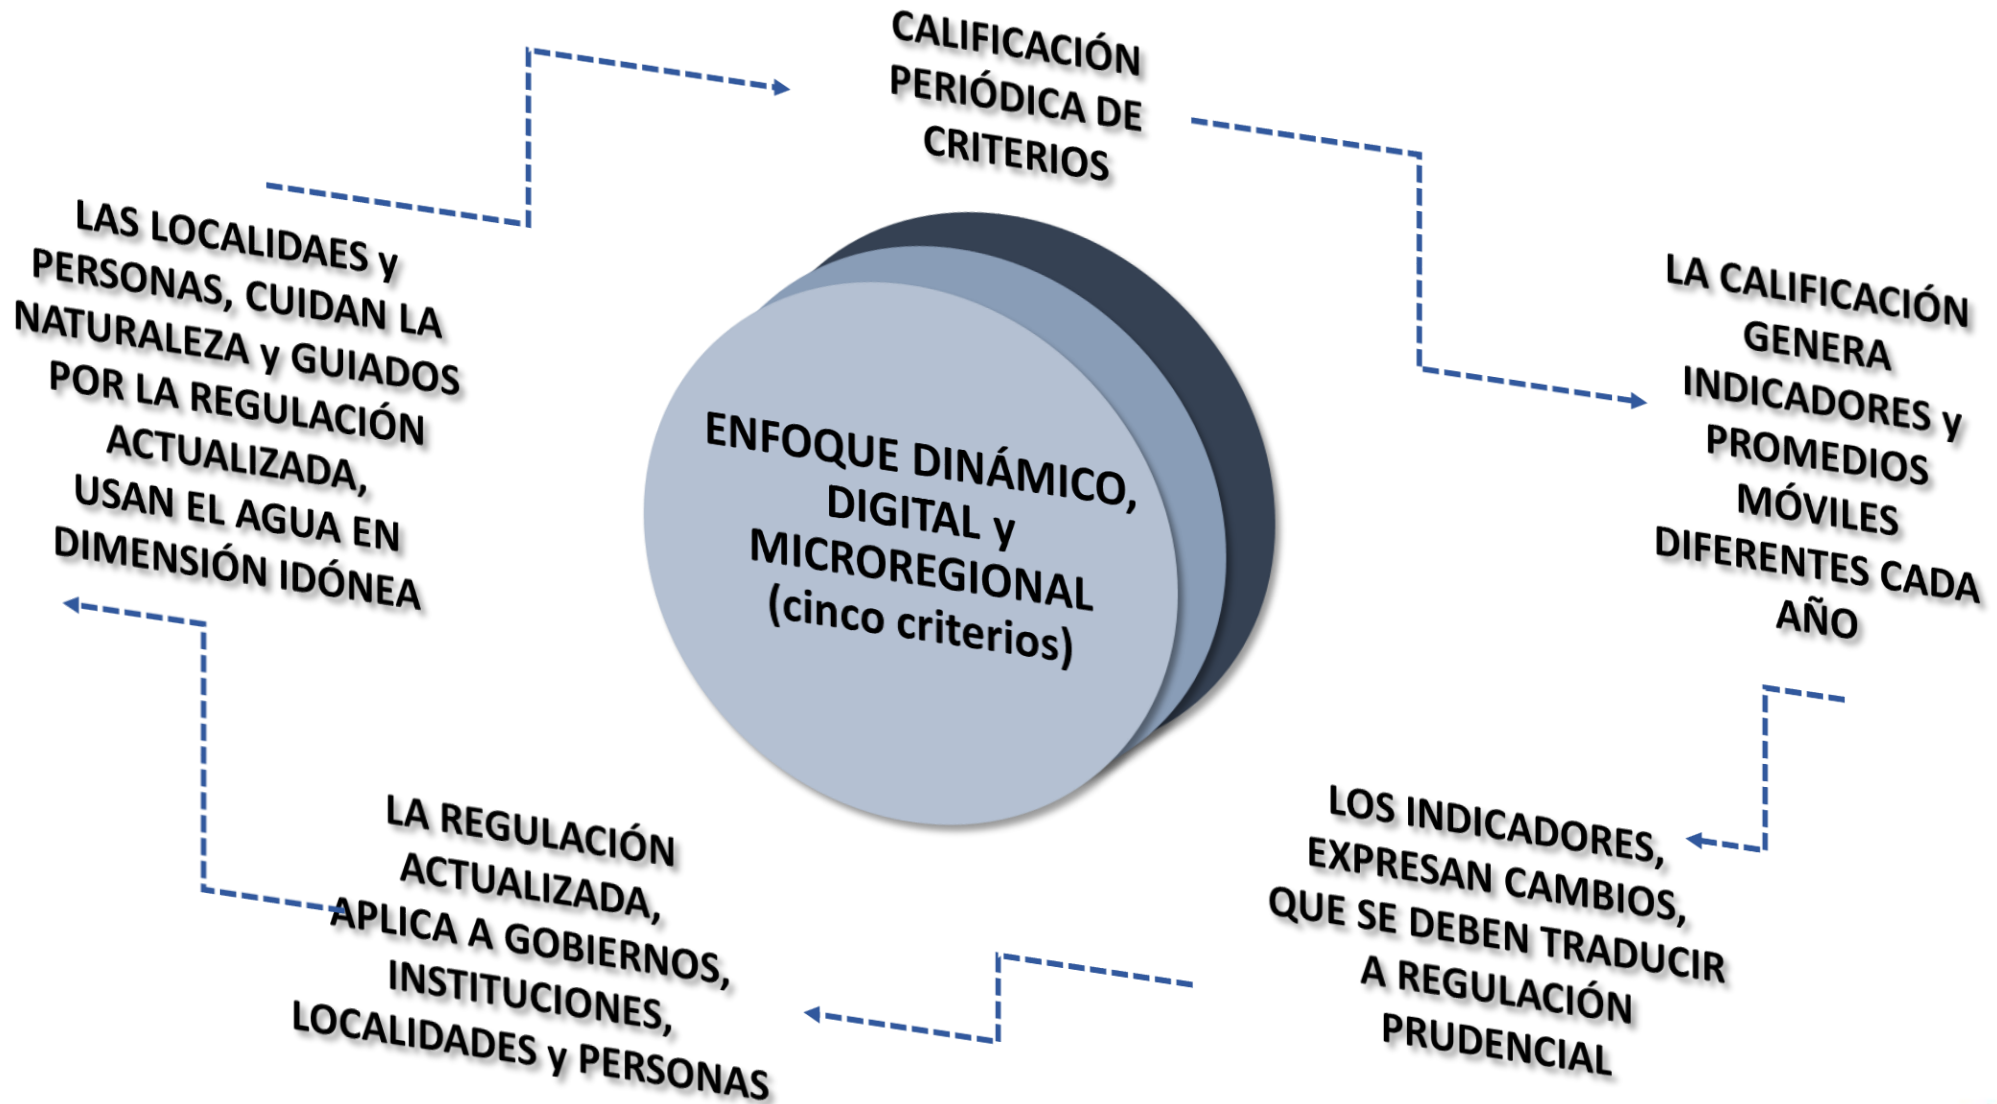 CALIFICACIÓN
PERIÓDICA DE
CRITERIOS
LA CALIFICACIÓN
GENERA
INDICADORES y
PROMEDIOS
MÓVILES
DIFERENTES CADA
AÑO
LOS INDICADORES,
EXPRESAN CAMBIOS,
QUE SE DEBEN TRADUCIR
A REGULACIÓN
PRUDENCIAL
LA REGULACIÓN
ACTUALIZADA,
APLICA A GOBIERNOS,
INSTITUCIONES,
LOCALIDADES y PERSONAS
LAS LOCALIDAES y
PERSONAS, CUIDAN LA
NATURALEZA y GUIADOS
POR LA REGULACIÓN
ACTUALIZADA,
USAN EL AGUA EN
DIMENSIÓN IDÓNEA
ENFOQUE DINÁMICO,
DIGITAL y
MICROREGIONAL
(cinco criterios)